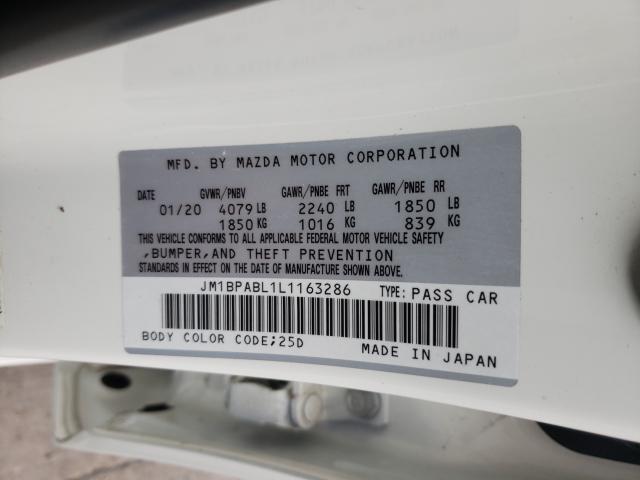 MFD. BY MAZDA MOTOR CORPORATION
DATE GVWR/PNBV GAWR/PNBE FRT GAWR/PNBE RR
01/20 4079 LB 2240 LB 1850 LB
1850 KG 1016 KG 839 KG
THIS VEHICLE CONFORMS TO ALL APPLICABLE FEDERAL MOTOR VEHICLE SAFETY
,BUMPER,AND THEFT PREVENTION
STANDARDS IN EFFECT ON THE DATE OF MANUFACTURE SHOWN ABOVE.
JM1BPABL1L1163286 TYPE: PASS CAR
BODY COLOR CODE;25D MADE IN JAPAN